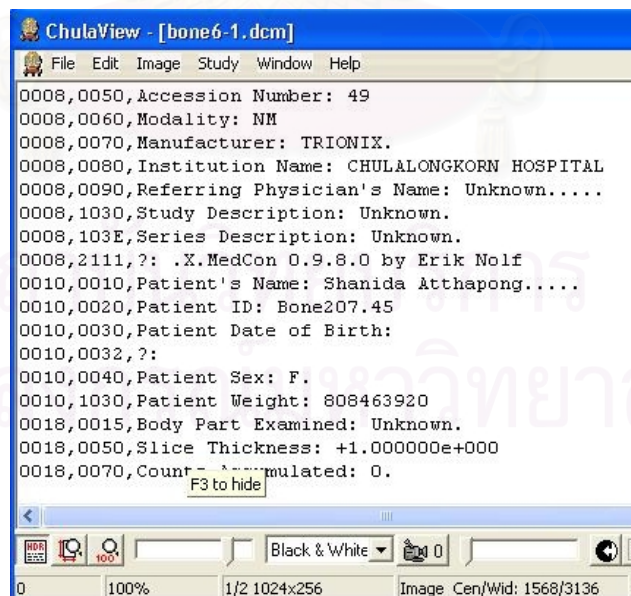 ChulaView - [bone6-1.dcm]
File Edit Image Study Window Help
0008,0050,Accession Number: 49
0008,0060,Modality: NM
0008,0070,Manufacturer: TRIONIX.
0008,0080,Institution Name: CHULALONGKORN HOSPITAL
0008,0090,Referring Physician's Name: Unknown.....
0008,1030,Study Description: Unknown.
0008,103E,Series Description: Unknown.
0008,2111,?: .X.MedCon 0.9.8.0 by Erik Nolf
0010,0010,Patient's Name: Shanida Atthapong.....
0010,0020,Patient ID: Bone207.45
0010,0030,Patient Date of Birth:
0010,0032,?:
0010,0040,Patient Sex: F.
0010,1030,Patient Weight: 808463920
0018,0015,Body Part Examined: Unknown.
0018,0050,Slice Thickness: +1.000000e+000
0018,0070,Counts Accumulated: 0.
F3 to hide
HDR 100 Black & White 0
0 100% 1/2 1024x256 Image Cen/Wid: 1568/3136